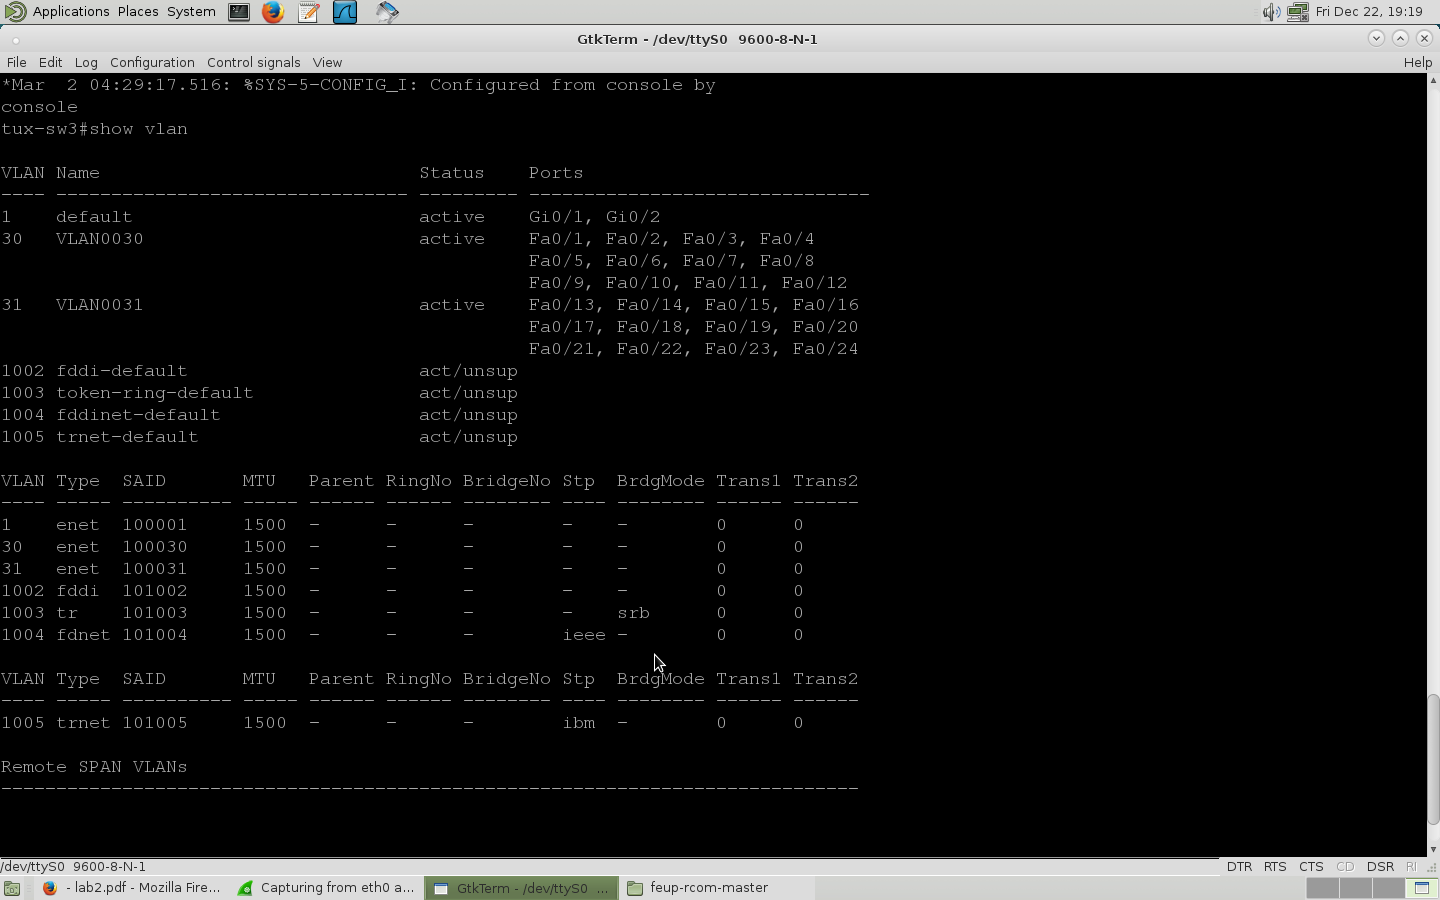 Applications Places System Fri Dec 22, 19:19
GtkTerm - /dev/ttyS0  9600-8-N-1
File Edit Log Configuration Control signals View Help
*Mar  2 04:29:17.516: %SYS-5-CONFIG_I: Configured from console by
console
tux-sw3#show vlan
VLAN Name                             Status    Ports
---- -------------------------------- --------- -------------------------------
1    default                          active    Gi0/1, Gi0/2
30   VLAN0030                         active    Fa0/1, Fa0/2, Fa0/3, Fa0/4
                                                Fa0/5, Fa0/6, Fa0/7, Fa0/8
                                                Fa0/9, Fa0/10, Fa0/11, Fa0/12
31   VLAN0031                         active    Fa0/13, Fa0/14, Fa0/15, Fa0/16
                                                Fa0/17, Fa0/18, Fa0/19, Fa0/20
                                                Fa0/21, Fa0/22, Fa0/23, Fa0/24
1002 fddi-default                     act/unsup
1003 token-ring-default               act/unsup
1004 fddinet-default                  act/unsup
1005 trnet-default                    act/unsup
VLAN Type  SAID       MTU   Parent RingNo BridgeNo Stp  BrdgMode Trans1 Trans2
---- ----- ---------- ----- ------ ------ -------- ---- -------- ------ ------
1    enet  100001     1500  -      -      -        -    -        0      0
30   enet  100030     1500  -      -      -        -    -        0      0
31   enet  100031     1500  -      -      -        -    -        0      0
1002 fddi  101002     1500  -      -      -        -    -        0      0
1003 tr    101003     1500  -      -      -        -    srb      0      0
1004 fdnet 101004     1500  -      -      -        ieee -        0      0
VLAN Type  SAID       MTU   Parent RingNo BridgeNo Stp  BrdgMode Trans1 Trans2
---- ----- ---------- ----- ------ ------ -------- ---- -------- ------ ------
1005 trnet 101005     1500  -      -      -        ibm  -        0      0
Remote SPAN VLANs
------------------------------------------------------------------------------
/dev/ttyS0  9600-8-N-1 DTR RTS CTS CD DSR RI
- lab2.pdf - Mozilla Fire... Capturing from eth0 a... GtkTerm - /dev/ttyS0 ... feup-rcom-master